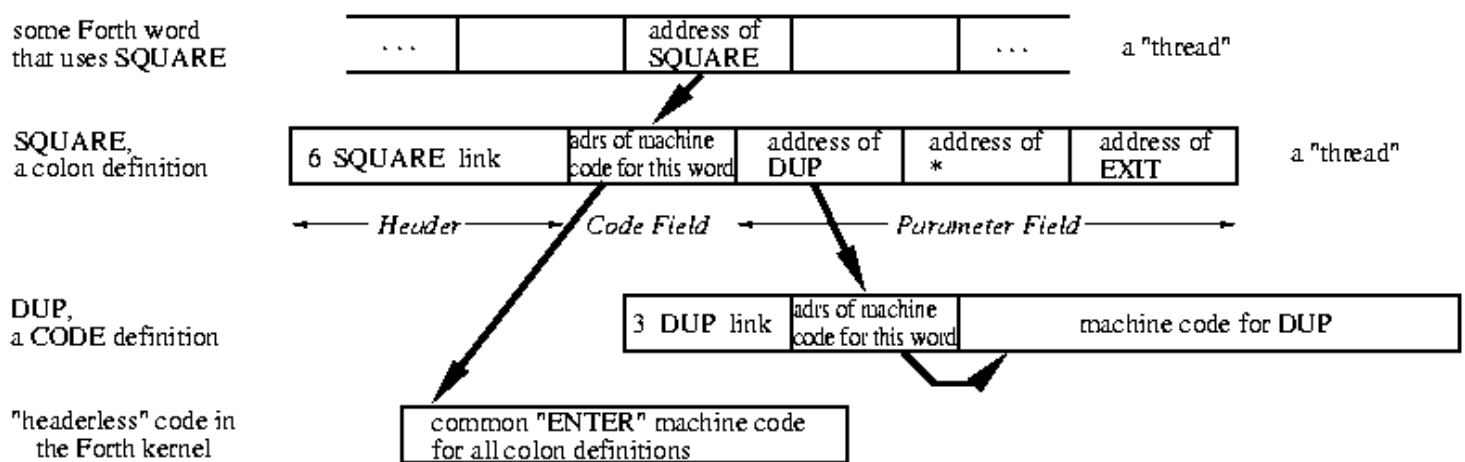 some Forth word
that uses SQUARE
. . .
address of
SQUARE
. . .
a "thread"
SQUARE,
a colon definition
6 SQUARE link
adrs of machine
code for this word
address of
DUP
address of
*
address of
EXIT
a "thread"
Header
Code Field
Parameter Field
DUP,
a CODE definition
3 DUP link
adrs of machine
code for this word
machine code for DUP
"headerless" code in
the Forth kernel
common "ENTER" machine code
for all colon definitions